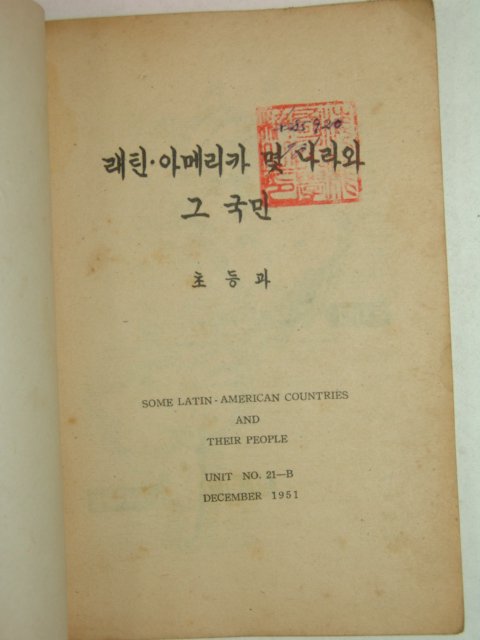 래틴·아메리카 몇 나라와
그 국민
초등과
SOME LATIN-AMERICAN COUNTRIES
AND
THEIR PEOPLE
UNIT NO. 21—B
DECEMBER 1951